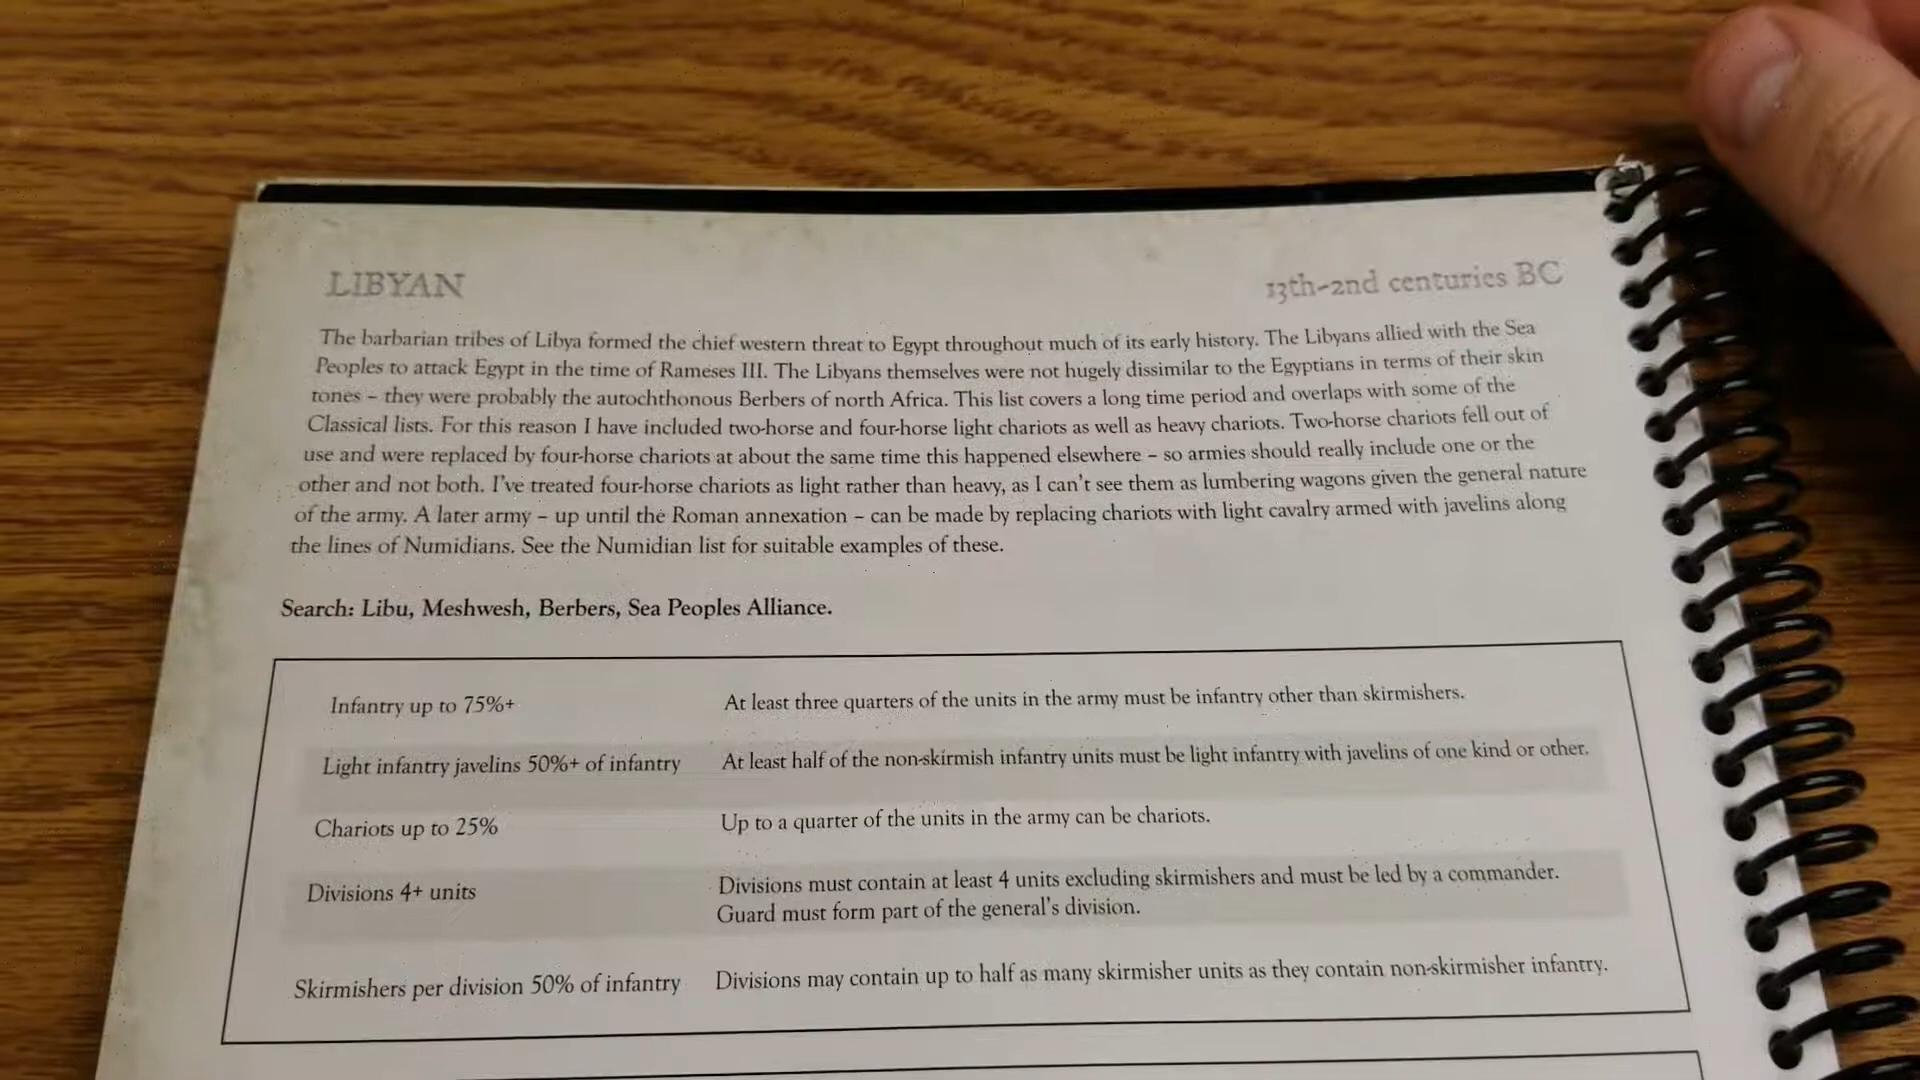 LIBYAN 13th-2nd centuries BC
The barbarian tribes of Libya formed the chief western threat to Egypt throughout much of its early history. The Libyans allied with the Sea
Peoples to attack Egypt in the time of Rameses III. The Libyans themselves were not hugely dissimilar to the Egyptians in terms of their skin
tones – they were probably the autochthonous Berbers of north Africa. This list covers a long time period and overlaps with some of the
Classical lists. For this reason I have included two-horse and four-horse light chariots as well as heavy chariots. Two-horse chariots fell out of
use and were replaced by four-horse chariots at about the same time this happened elsewhere – so armies should really include one or the
other and not both. I've treated four-horse chariots as light rather than heavy, as I can't see them as lumbering wagons given the general nature
of the army. A later army – up until the Roman annexation – can be made by replacing chariots with light cavalry armed with javelins along
the lines of Numidians. See the Numidian list for suitable examples of these.
Search: Libu, Meshwesh, Berbers, Sea Peoples Alliance.
Infantry up to 75%+ At least three quarters of the units in the army must be infantry other than skirmishers.
Light infantry javelins 50%+ of infantry At least half of the non-skirmish infantry units must be light infantry with javelins of one kind or other.
Chariots up to 25% Up to a quarter of the units in the army can be chariots.
Divisions 4+ units Divisions must contain at least 4 units excluding skirmishers and must be led by a commander.
Guard must form part of the general's division.
Skirmishers per division 50% of infantry Divisions may contain up to half as many skirmisher units as they contain non-skirmisher infantry.